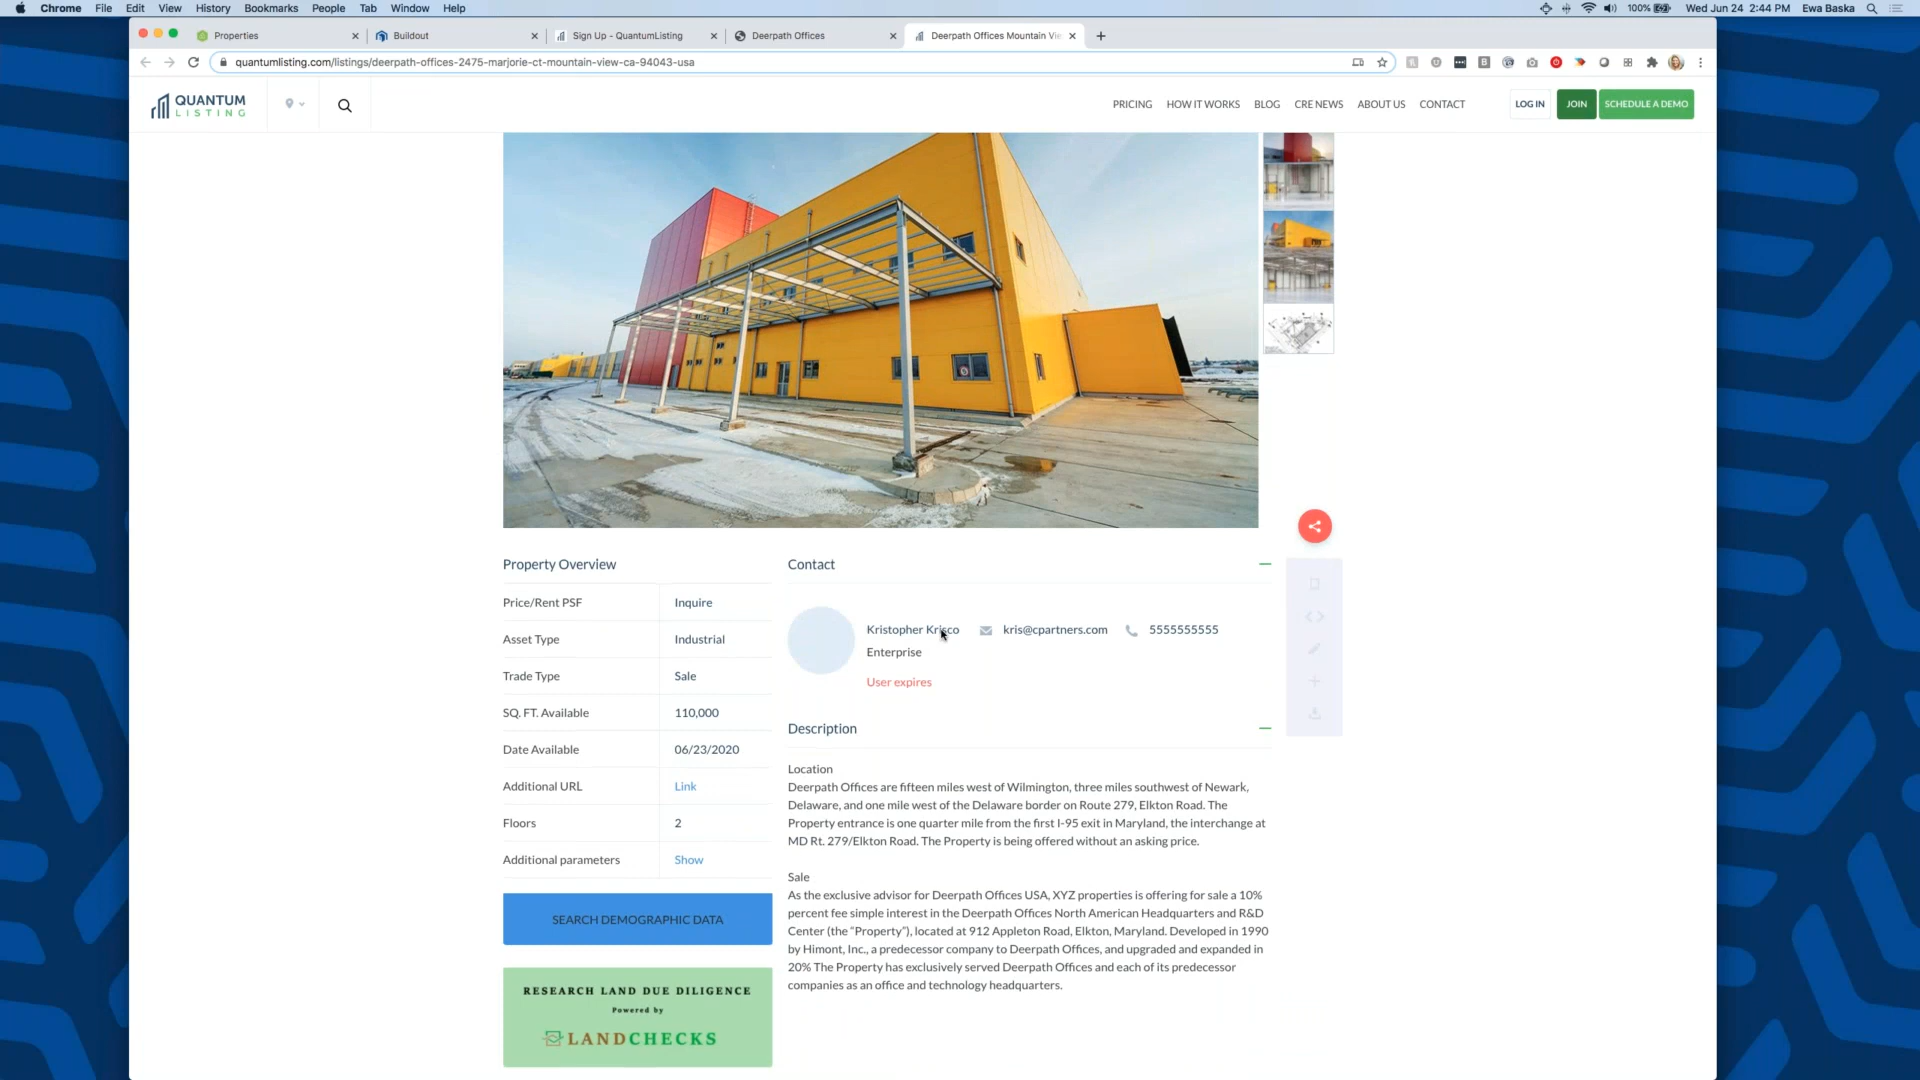 Chrome File Edit View History Bookmarks People Tab Window Help 100% Wed Jun 24 2:44 PM Ewa Baska
Properties Buildout Sign Up - QuantumListing Deerpath Offices Deerpath Offices Mountain Vie
quantumlisting.com/listings/deerpath-offices-2475-marjorie-ct-mountain-view-ca-94043-usa
QUANTUM
LISTING
PRICING HOW IT WORKS BLOG CRE NEWS ABOUT US CONTACT LOG IN JOIN SCHEDULE A DEMO
Property Overview
Price/Rent PSF Inquire
Asset Type Industrial
Trade Type Sale
SQ. FT. Available 110,000
Date Available 06/23/2020
Additional URL Link
Floors 2
Additional parameters Show
SEARCH DEMOGRAPHIC DATA
RESEARCH LAND DUE DILIGENCE
Powered by
LANDCHECKS
Contact
Kristopher Krisco kris@cpartners.com 5555555555
Enterprise
User expires
Description
Location
Deerpath Offices are fifteen miles west of Wilmington, three miles southwest of Newark,
Delaware, and one mile west of the Delaware border on Route 279, Elkton Road. The
Property entrance is one quarter mile from the first I-95 exit in Maryland, the interchange at
MD Rt. 279/Elkton Road. The Property is being offered without an asking price.
Sale
As the exclusive advisor for Deerpath Offices USA, XYZ properties is offering for sale a 10%
percent fee simple interest in the Deerpath Offices North American Headquarters and R&D
Center (the “Property”), located at 912 Appleton Road, Elkton, Maryland. Developed in 1990
by Himont, Inc., a predecessor company to Deerpath Offices, and upgraded and expanded in
20% The Property has exclusively served Deerpath Offices and each of its predecessor
companies as an office and technology headquarters.